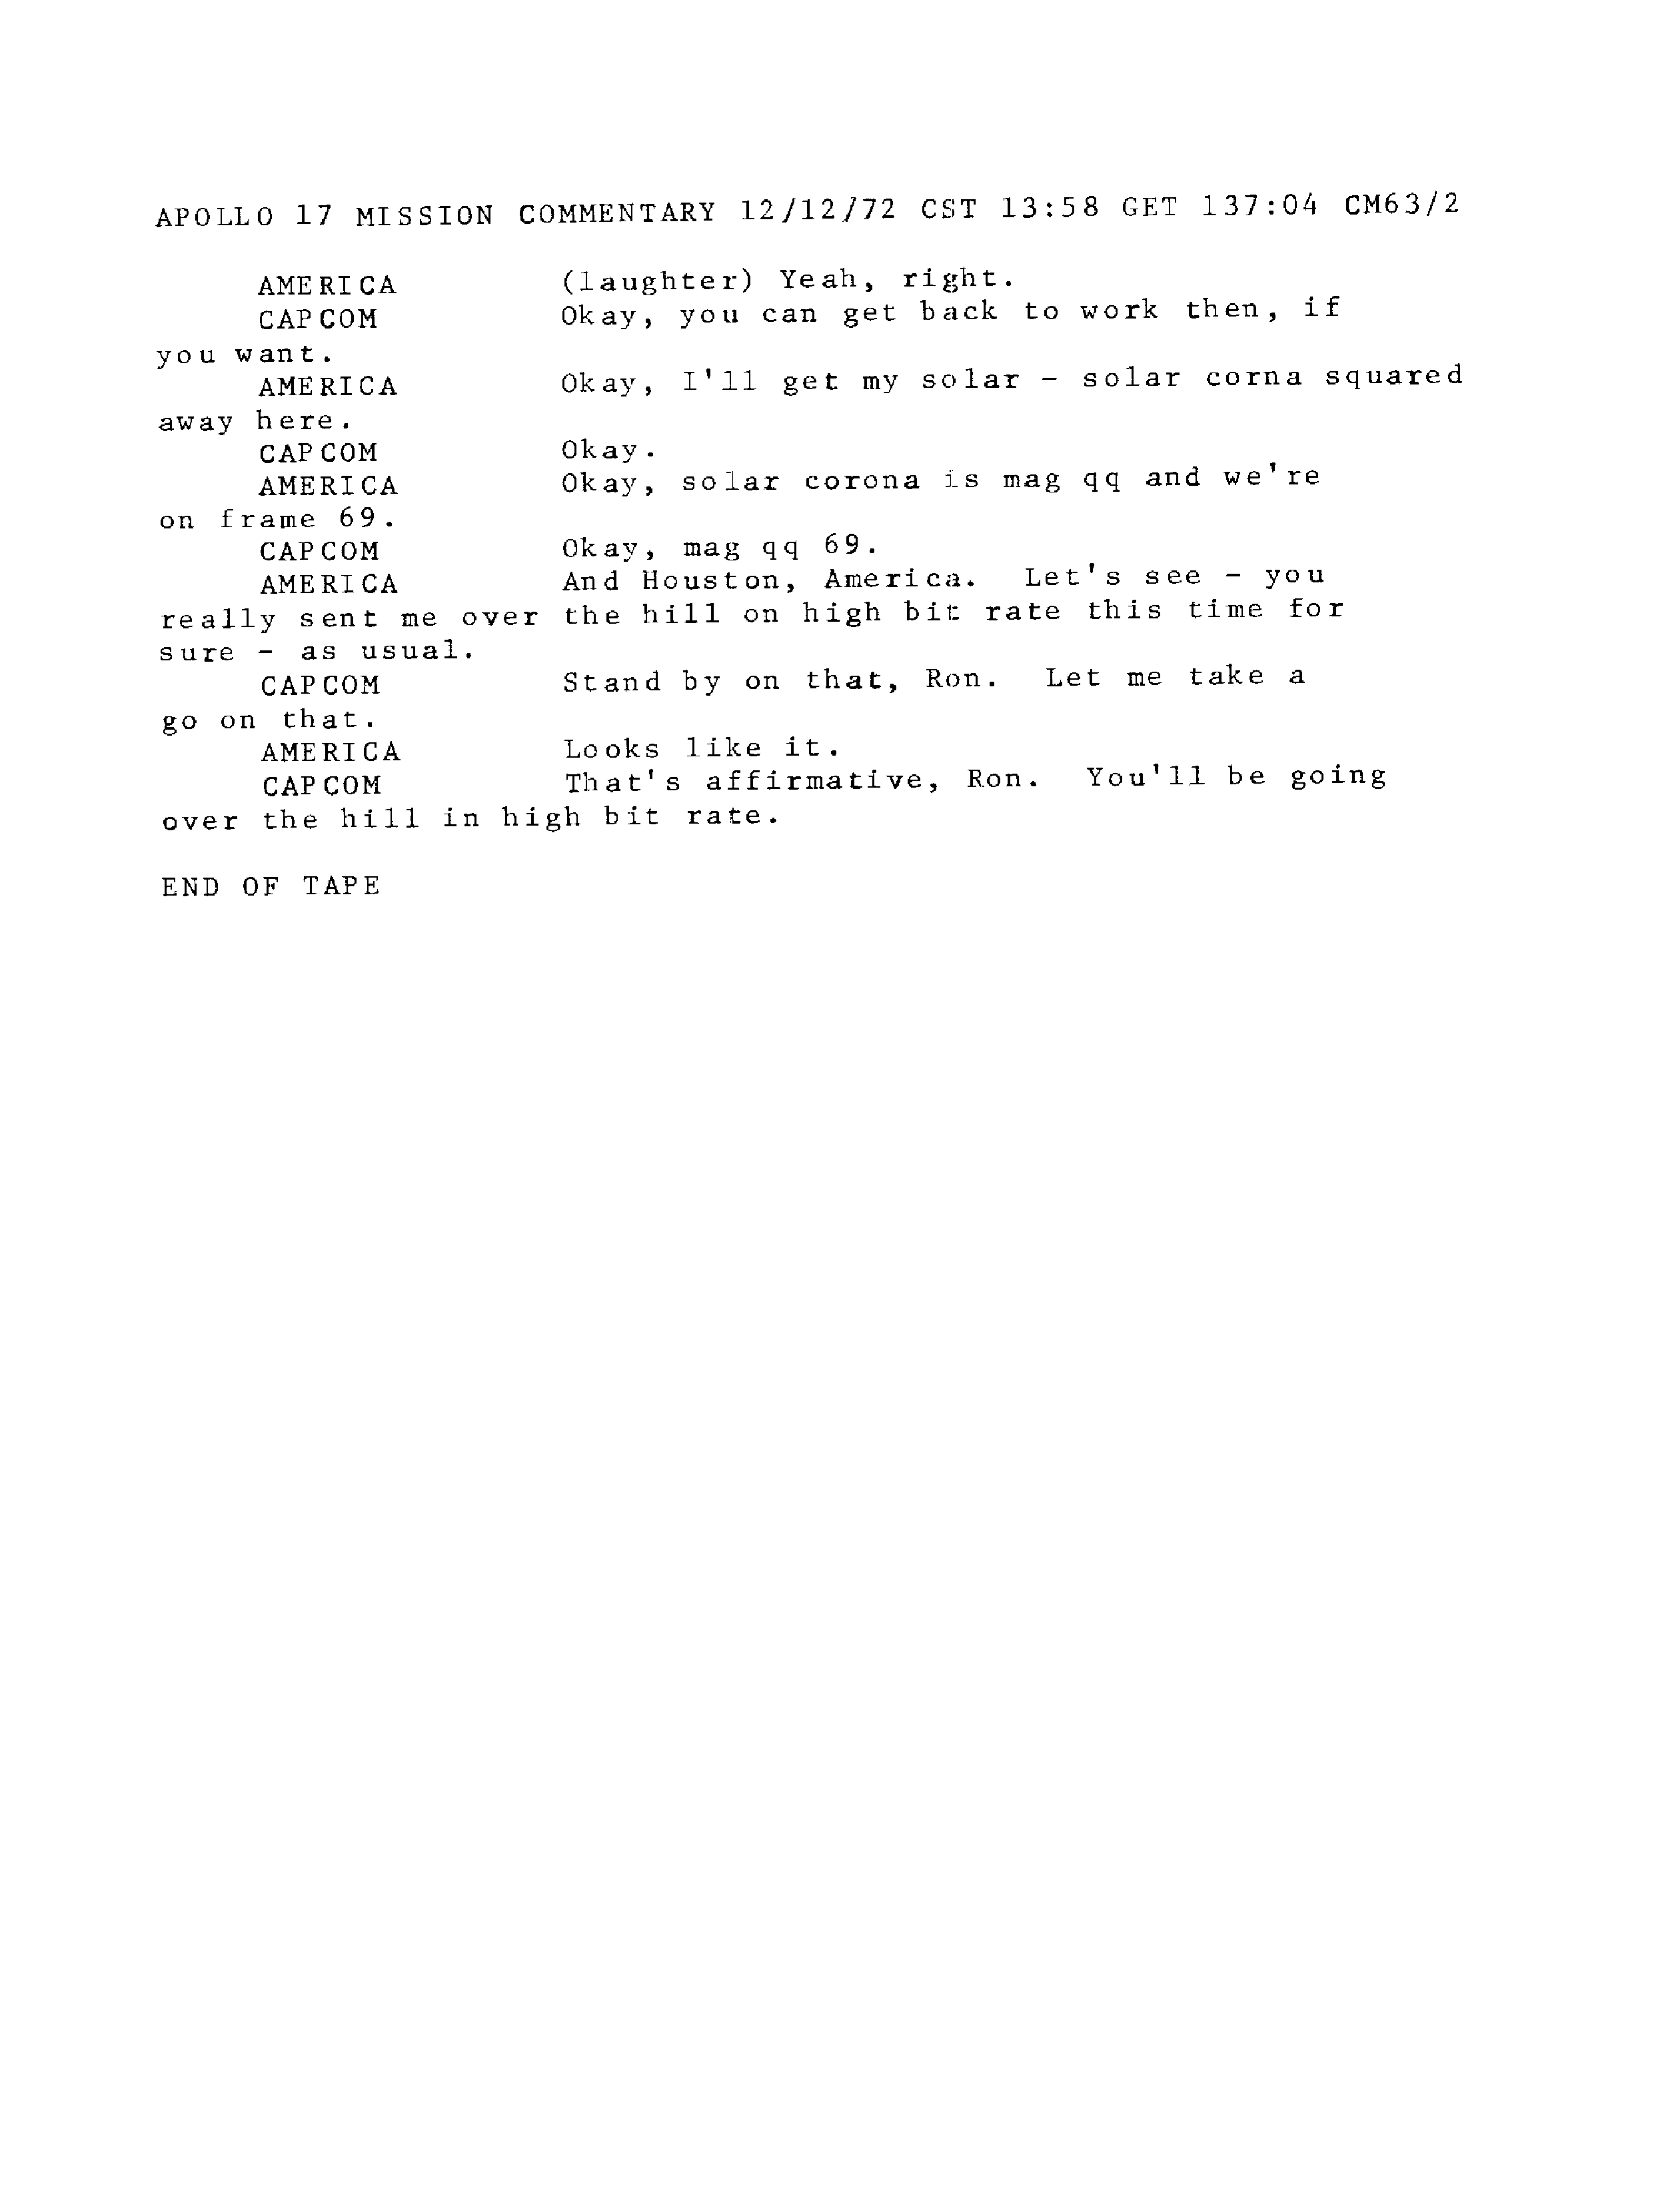 APOLLO 17 MISSION COMMENTARY 12/12/72 CST 13:58 GET 137:04 CM63/2
AMERICA (laughter) Yeah, right.
CAPCOM Okay, you can get back to work then, if
you want.
AMERICA Okay, I'll get my solar - solar corna squared
away here.
CAPCOM Okay.
AMERICA Okay, solar corona is mag qq and we're
on frame 69.
CAPCOM Okay, mag qq 69.
AMERICA And Houston, America. Let's see - you
really sent me over the hill on high bit rate this time for
sure - as usual.
CAPCOM Stand by on that, Ron. Let me take a
go on that.
AMERICA Looks like it.
CAPCOM That's affirmative, Ron. You'll be going
over the hill in high bit rate.
END OF TAPE